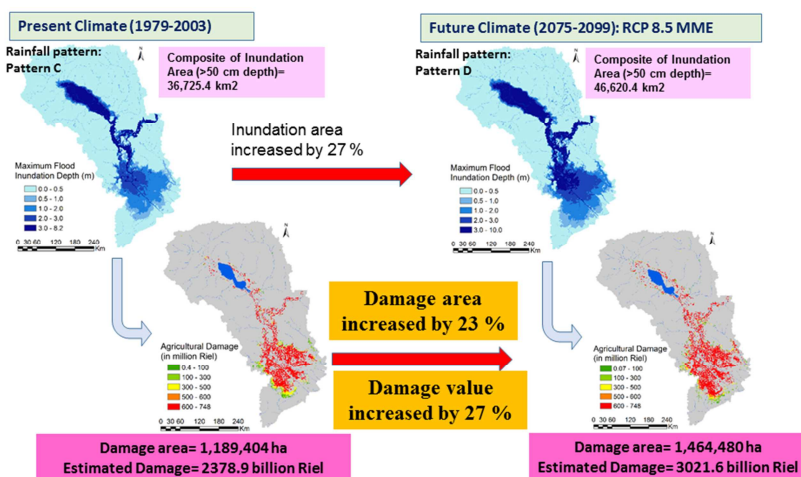 Present Climate (1979-2003)
Future Climate (2075-2099): RCP 8.5 MME
Rainfall pattern:
Pattern C
Composite of Inundation
Area (>50 cm depth)=
36,725.4 km2
Rainfall pattern:
Pattern D
Composite of Inundation
Area (>50 cm depth)=
46,620.4 km2
N
N
Inundation area
increased by 27 %
Maximum Flood
Inundation Depth (m)
0.0 - 0.5
0.5 - 1.0
1.0 - 2.0
2.0 - 3.0
3.0 - 8.2
0 30 60 120 180 240
Km
Maximum Flood
Inundation Depth (m)
0.0 - 0.5
0.5 - 1.0
1.0 - 2.0
2.0 - 3.0
3.0 - 10.0
0 30 60 120 180 240
Km
N
N
Damage area
increased by 23 %
Damage value
increased by 27 %
Agricultural Damage
(in million Riel)
0.4 - 100
100 - 300
300 - 500
500 - 600
600 - 748
0 30 60 120 180 240
Km
Agricultural Damage
(in million Riel)
0.07 - 100
100 - 300
300 - 500
500 - 600
600 - 748
0 30 60 120 180 240
Km
Damage area= 1,189,404 ha
Estimated Damage= 2378.9 billion Riel
Damage area= 1,464,480 ha
Estimated Damage= 3021.6 billion Riel